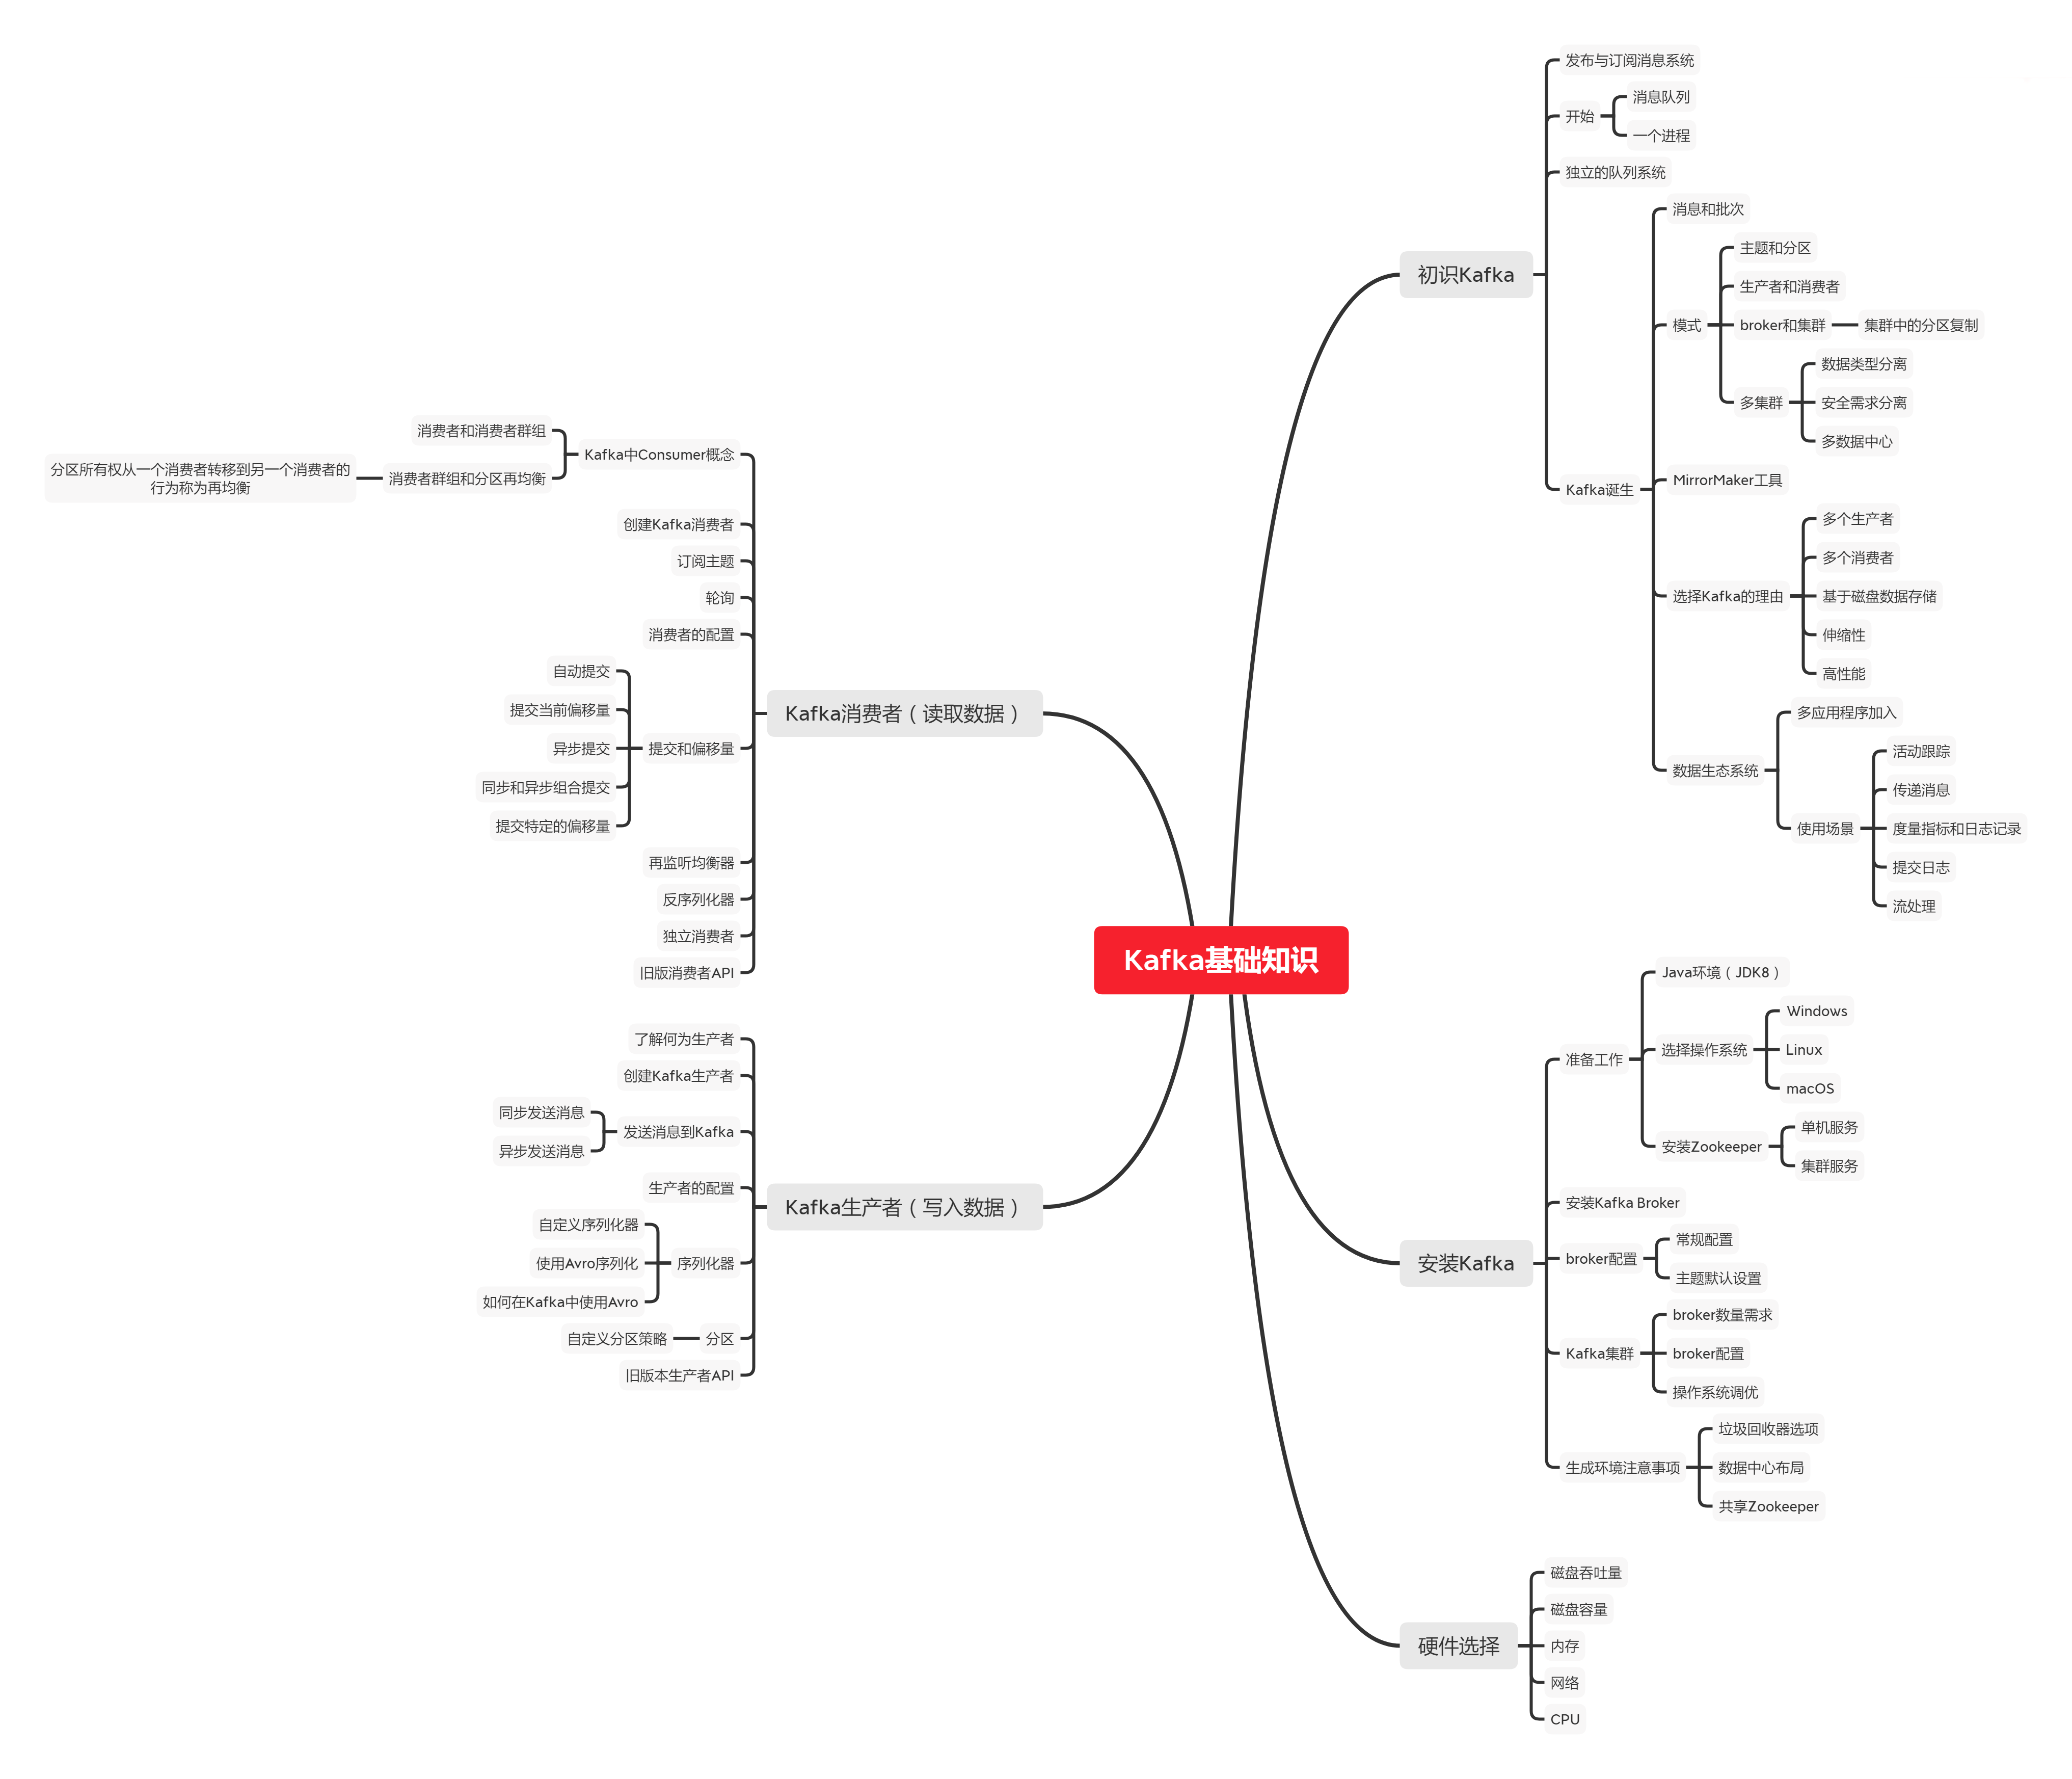 Kafka基础知识
初识Kafka
发布与订阅消息系统
开始
消息队列
一个进程
独立的队列系统
Kafka诞生
消息和批次
模式
主题和分区
生产者和消费者
broker和集群
集群中的分区复制
多集群
数据类型分离
安全需求分离
多数据中心
MirrorMaker工具
选择Kafka的理由
多个生产者
多个消费者
基于磁盘数据存储
伸缩性
高性能
数据生态系统
多应用程序加入
使用场景
活动跟踪
传递消息
度量指标和日志记录
提交日志
流处理
安装Kafka
准备工作
Java环境（JDK8）
选择操作系统
Windows
Linux
macOS
安装Zookeeper
单机服务
集群服务
安装Kafka Broker
broker配置
常规配置
主题默认设置
Kafka集群
broker数量需求
broker配置
操作系统调优
生成环境注意事项
垃圾回收器选项
数据中心布局
共享Zookeeper
硬件选择
磁盘吞吐量
磁盘容量
内存
网络
CPU
Kafka消费者（读取数据）
Kafka中Consumer概念
消费者和消费者群组
消费者群组和分区再均衡
分区所有权从一个消费者转移到另一个消费者的
行为称为再均衡
创建Kafka消费者
订阅主题
轮询
消费者的配置
提交和偏移量
自动提交
提交当前偏移量
异步提交
同步和异步组合提交
提交特定的偏移量
再监听均衡器
反序列化器
独立消费者
旧版消费者API
Kafka生产者（写入数据）
了解何为生产者
创建Kafka生产者
发送消息到Kafka
同步发送消息
异步发送消息
生产者的配置
序列化器
自定义序列化器
使用Avro序列化
如何在Kafka中使用Avro
分区
自定义分区策略
旧版本生产者API